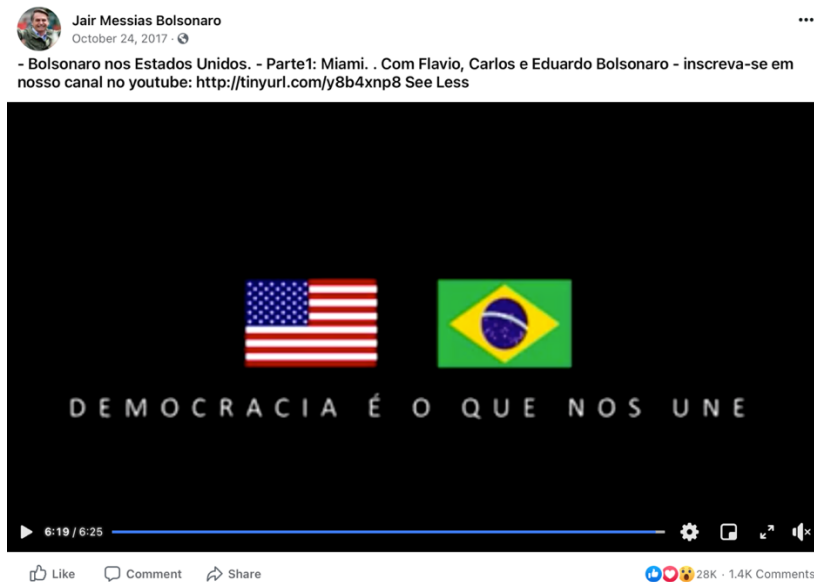 Jair Messias Bolsonaro
October 24, 2017 ·
- Bolsonaro nos Estados Unidos. - Parte1: Miami. . Com Flavio, Carlos e Eduardo Bolsonaro - inscreva-se em
nosso canal no youtube: http://tinyurl.com/y8b4xnp8 See Less
DEMOCRACIA É O QUE NOS UNE
6:19 / 6:25
Like Comment Share 28K · 1.4K Comments